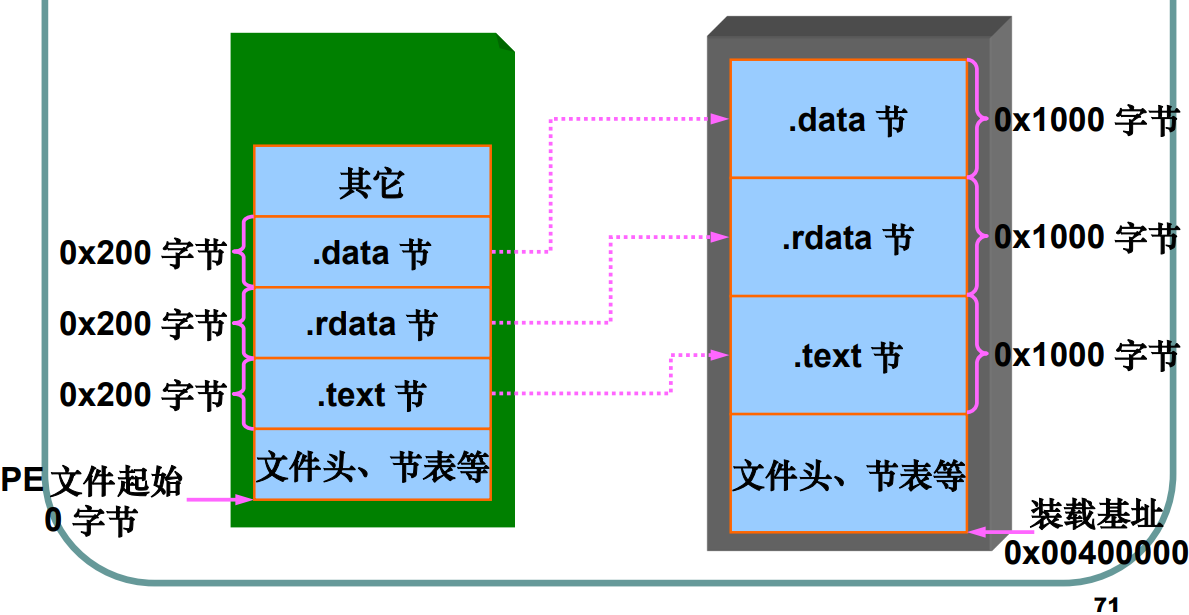 .data 节
0x1000 字节
其它
0x200 字节
.data 节
.rdata 节
0x1000 字节
0x200 字节
.rdata 节
.text 节
0x1000 字节
0x200 字节
.text 节
文件头、节表等
文件头、节表等
PE 文件起始
0 字节
装载基址
0x00400000
71